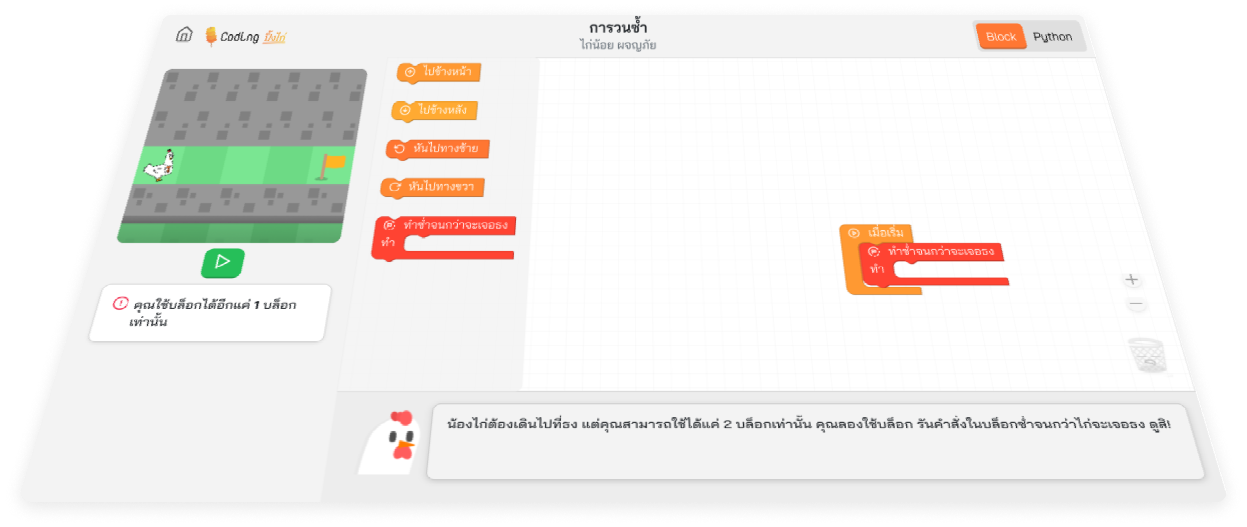 CodLng ปิ้งไก่
การวนซ้ำ
ไก่น้อย ผจญภัย
Block Python
ไปข้างหน้า
ไปข้างหลัง
หันไปทางซ้าย
หันไปทางขวา
ทำซ้ำจนกว่าจะเจอธง
ทำ
เมื่อเริ่ม
ทำซ้ำจนกว่าจะเจอธง
ทำ
คุณใช้บล็อกได้อีกแค่ 1 บล็อก
เท่านั้น
น้องไก่ต้องเดินไปที่ธง แต่คุณสามารถใช้ได้แค่ 2 บล็อกเท่านั้น คุณลองใช้บล็อก รันคำสั่งในบล็อกซ้ำจนกว่าไก่จะเจอธง ดูสิ!